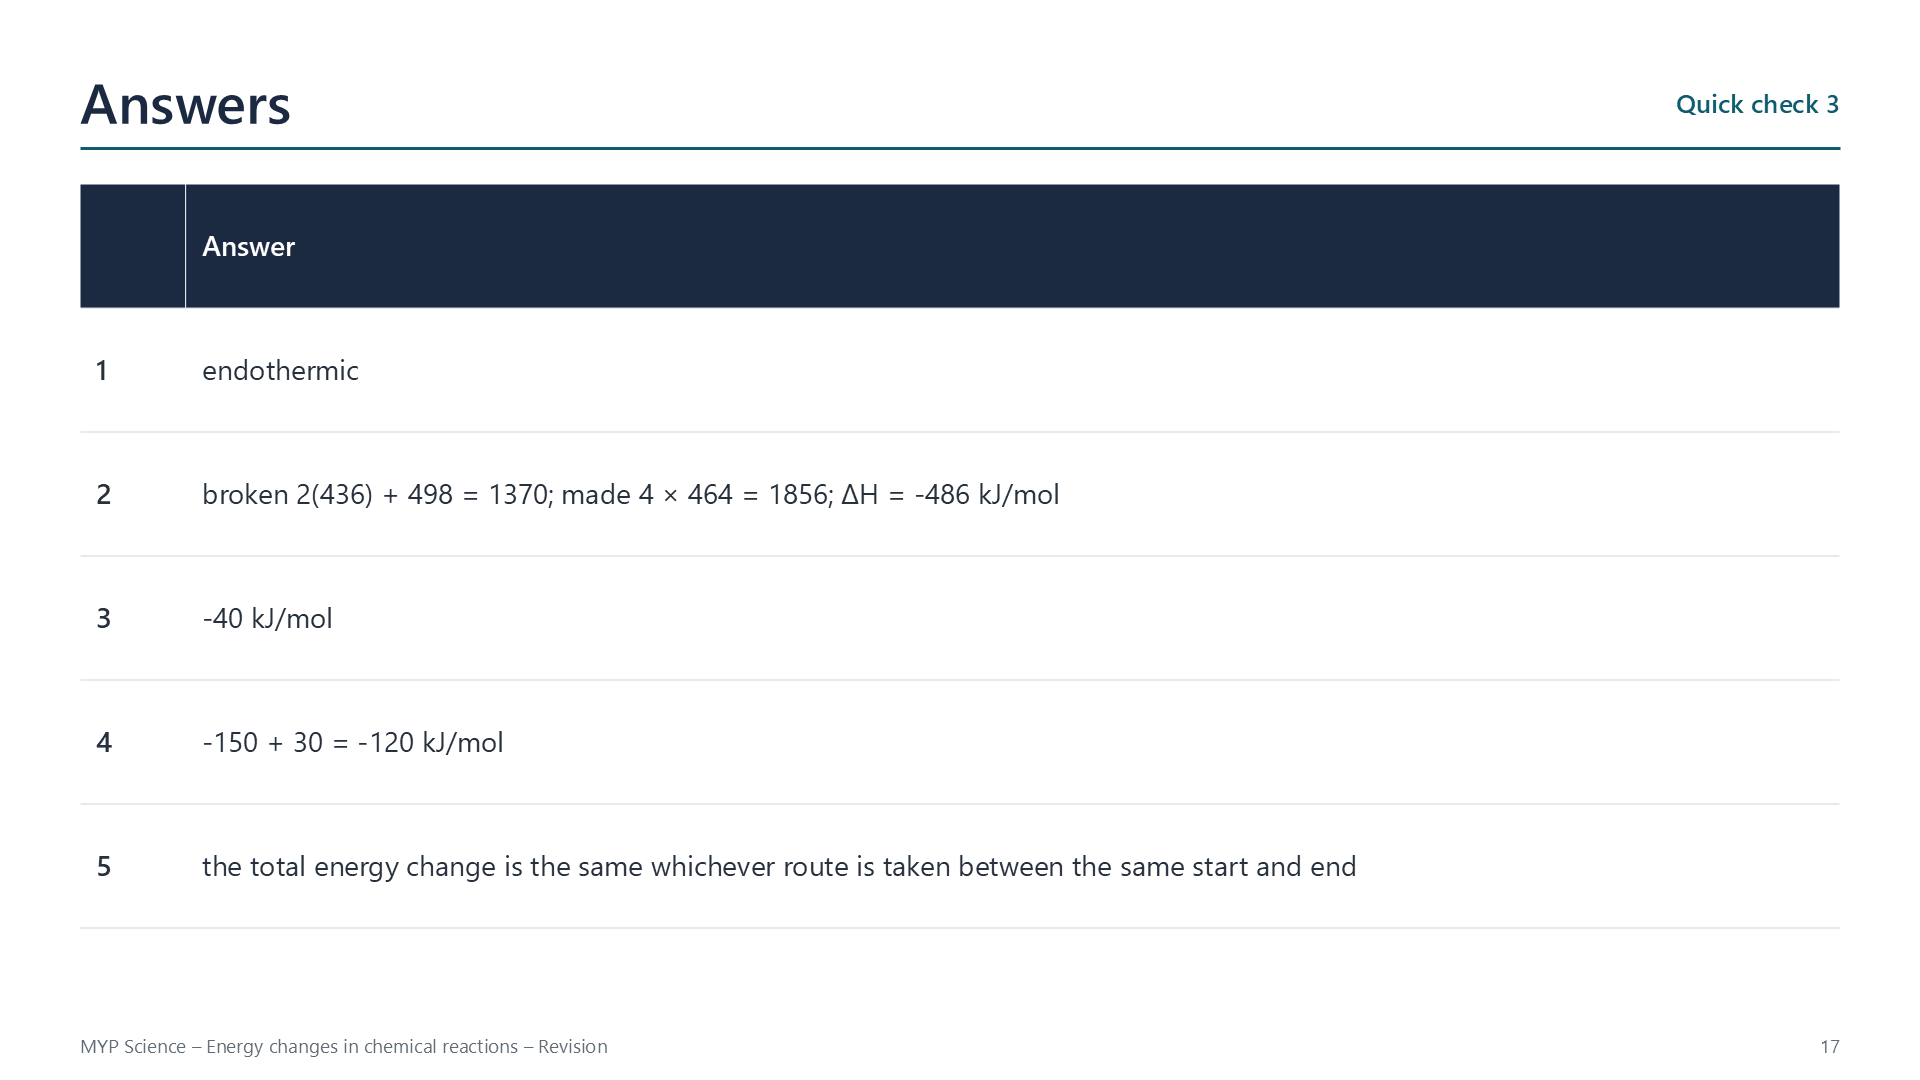 Answers
Quick check 3
Answer
1 endothermic
2 broken 2(436) + 498 = 1370; made 4 × 464 = 1856; ΔH = -486 kJ/mol
3 -40 kJ/mol
4 -150 + 30 = -120 kJ/mol
5 the total energy change is the same whichever route is taken between the same start and end
MYP Science – Energy changes in chemical reactions – Revision
17